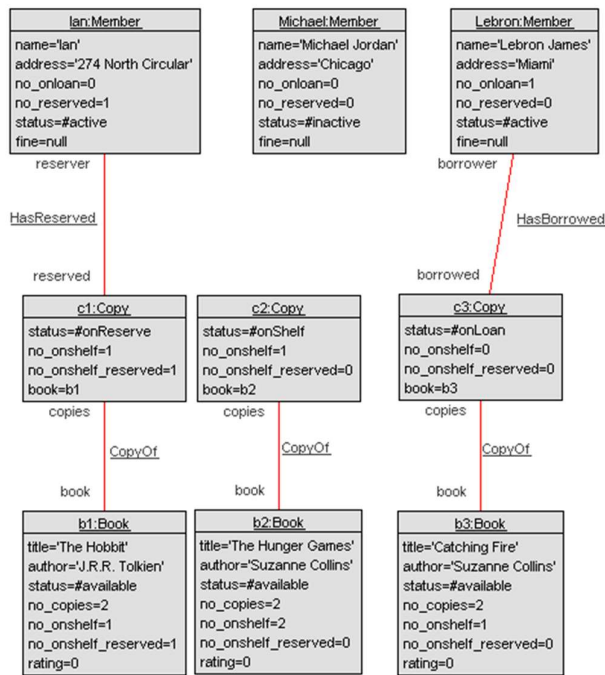 Ian:Member
name='Ian'
address='274 North Circular'
no_onloan=0
no_reserved=1
status=#active
fine=null
Michael:Member
name='Michael Jordan'
address='Chicago'
no_onloan=0
no_reserved=0
status=#inactive
fine=null
Lebron:Member
name='Lebron James'
address='Miami'
no_onloan=1
no_reserved=0
status=#active
fine=null
reserver
borrower
HasReserved
HasBorrowed
reserved
borrowed
c1:Copy
status=#onReserve
no_onshelf=1
no_onshelf_reserved=1
book=b1
c2:Copy
status=#onShelf
no_onshelf=1
no_onshelf_reserved=0
book=b2
c3:Copy
status=#onLoan
no_onshelf=0
no_onshelf_reserved=0
book=b3
copies
copies
copies
CopyOf
CopyOf
CopyOf
book
book
book
b1:Book
title='The Hobbit'
author='J.R.R. Tolkien'
status=#available
no_copies=2
no_onshelf=1
no_onshelf_reserved=1
rating=0
b2:Book
title='The Hunger Games'
author='Suzanne Collins'
status=#available
no_copies=2
no_onshelf=2
no_onshelf_reserved=0
rating=0
b3:Book
title='Catching Fire'
author='Suzanne Collins'
status=#available
no_copies=2
no_onshelf=1
no_onshelf_reserved=0
rating=0